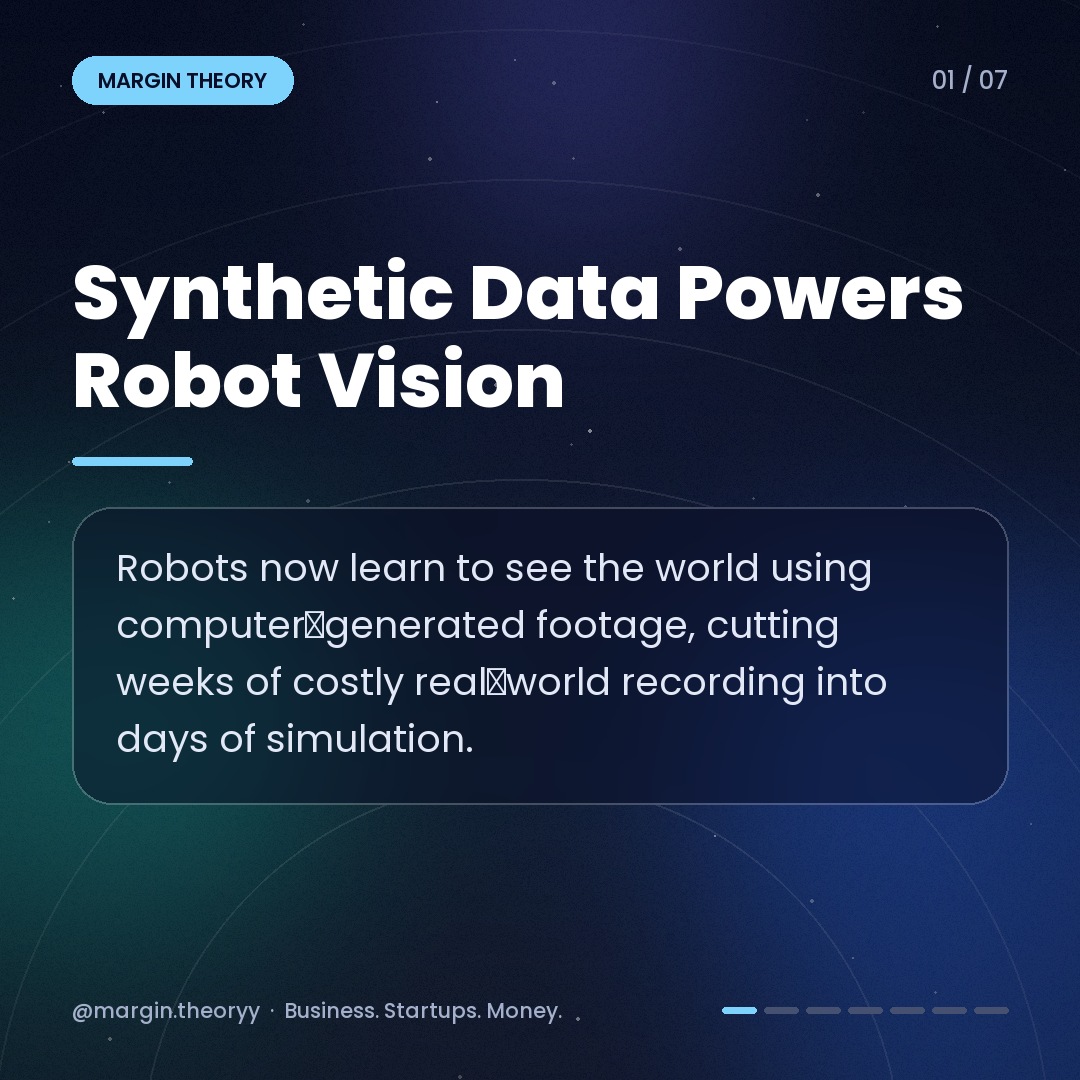 MARGIN THEORY
01 / 07
Synthetic Data Powers
Robot Vision
Robots now learn to see the world using
computer☒generated footage, cutting
weeks of costly real☒world recording into
days of simulation.
@margin.theoryy · Business. Startups. Money.